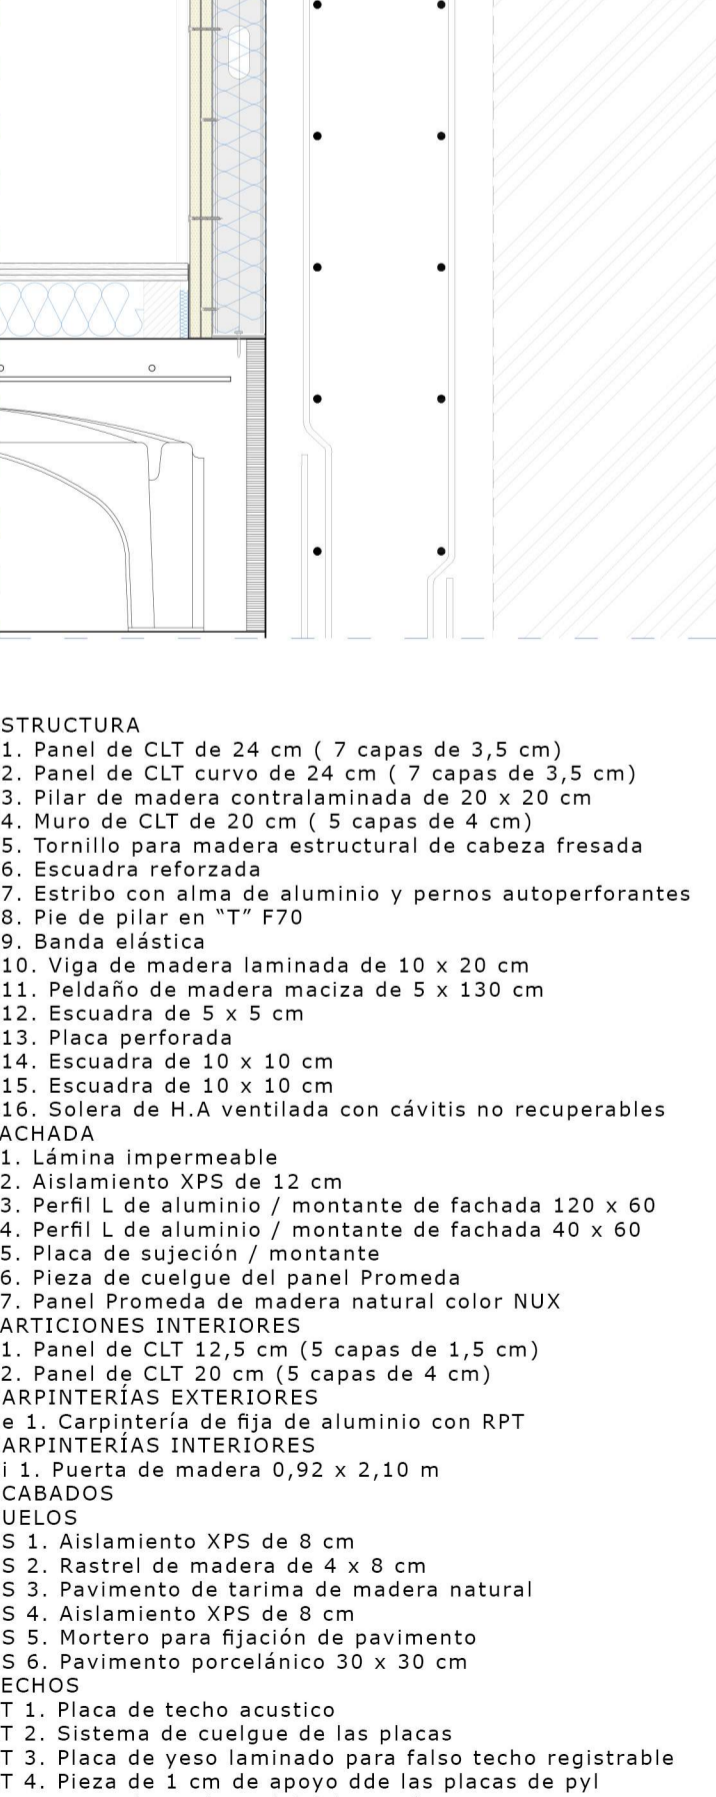 STRUCTURA
1. Panel de CLT de 24 cm ( 7 capas de 3,5 cm)
2. Panel de CLT curvo de 24 cm ( 7 capas de 3,5 cm)
3. Pilar de madera contralaminada de 20 x 20 cm
4. Muro de CLT de 20 cm ( 5 capas de 4 cm)
5. Tornillo para madera estructural de cabeza fresada
6. Escuadra reforzada
7. Estribo con alma de aluminio y pernos autoperforantes
8. Pie de pilar en “T” F70
9. Banda elástica
10. Viga de madera laminada de 10 x 20 cm
11. Peldaño de madera maciza de 5 x 130 cm
12. Escuadra de 5 x 5 cm
13. Placa perforada
14. Escuadra de 10 x 10 cm
15. Escuadra de 10 x 10 cm
16. Solera de H.A ventilada con cávitis no recuperables
ACHADA
1. Lámina impermeable
2. Aislamiento XPS de 12 cm
3. Perfil L de aluminio / montante de fachada 120 x 60
4. Perfil L de aluminio / montante de fachada 40 x 60
5. Placa de sujeción / montante
6. Pieza de cuelgue del panel Promeda
7. Panel Promeda de madera natural color NUX
ARTICIONES INTERIORES
1. Panel de CLT 12,5 cm (5 capas de 1,5 cm)
2. Panel de CLT 20 cm (5 capas de 4 cm)
ARPINTERÍAS EXTERIORES
e 1. Carpintería de fija de aluminio con RPT
ARPINTERÍAS INTERIORES
i 1. Puerta de madera 0,92 x 2,10 m
CABADOS
UELOS
S 1. Aislamiento XPS de 8 cm
S 2. Rastrel de madera de 4 x 8 cm
S 3. Pavimento de tarima de madera natural
S 4. Aislamiento XPS de 8 cm
S 5. Mortero para fijación de pavimento
S 6. Pavimento porcelánico 30 x 30 cm
ECHOS
T 1. Placa de techo acustico
T 2. Sistema de cuelgue de las placas
T 3. Placa de yeso laminado para falso techo registrable
T 4. Pieza de 1 cm de apoyo dde las placas de pyl